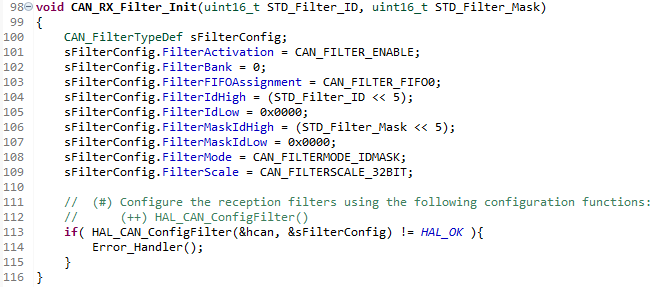 98 void CAN_RX_Filter_Init(uint16_t STD_Filter_ID, uint16_t STD_Filter_Mask)
99 {
100 CAN_FilterTypeDef sFilterConfig;
101 sFilterConfig.FilterActivation = CAN_FILTER_ENABLE;
102 sFilterConfig.FilterBank = 0;
103 sFilterConfig.FilterFIFOAssignment = CAN_FILTER_FIFO0;
104 sFilterConfig.FilterIdHigh = (STD_Filter_ID << 5);
105 sFilterConfig.FilterIdLow = 0x0000;
106 sFilterConfig.FilterMaskIdHigh = (STD_Filter_Mask << 5);
107 sFilterConfig.FilterMaskIdLow = 0x0000;
108 sFilterConfig.FilterMode = CAN_FILTERMODE_IDMASK;
109 sFilterConfig.FilterScale = CAN_FILTERSCALE_32BIT;
110
111 // (#) Configure the reception filters using the following configuration functions:
112 // (++) HAL_CAN_ConfigFilter()
113 if( HAL_CAN_ConfigFilter(&hcan, &sFilterConfig) != HAL_OK ){
114 Error_Handler();
115 }
116 }